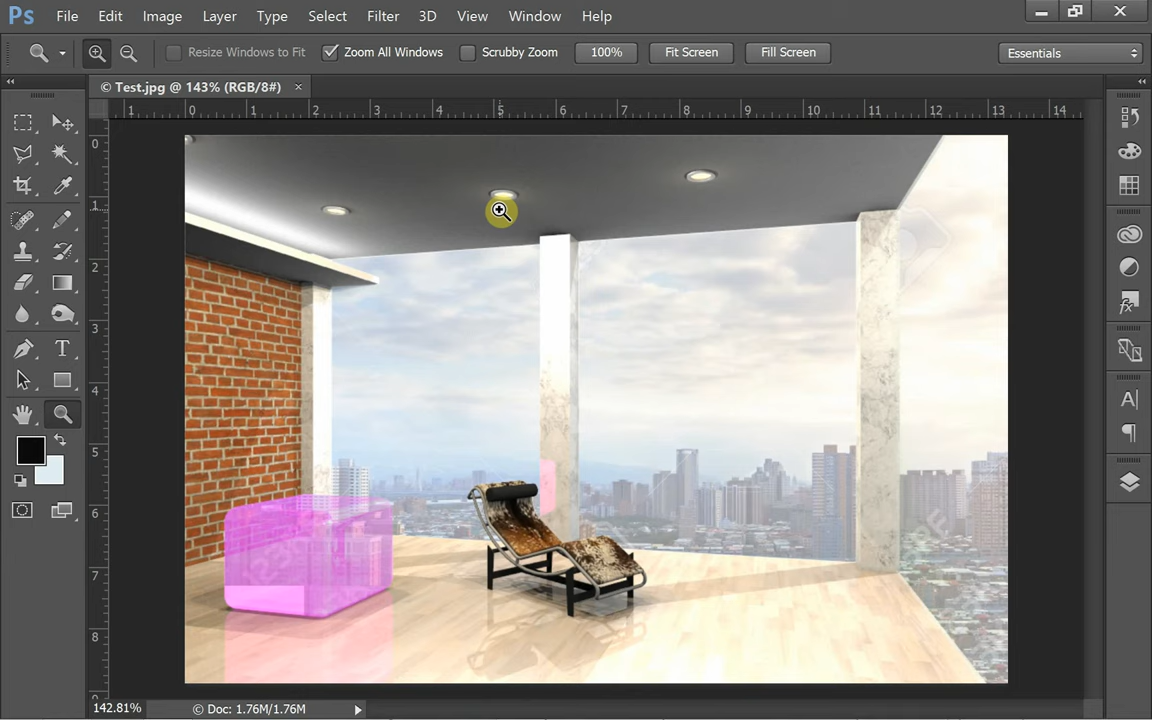 Ps File Edit Image Layer Type Select Filter 3D View Window Help
Resize Windows to Fit Zoom All Windows Scrubby Zoom 100% Fit Screen Fill Screen Essentials
© Test.jpg @ 143% (RGB/8#) ×
1 0 1 2 3 4 5 6 7 8 9 10 11 12 13 14
0
1
2
3
4
5
6
7
8
T
A
142.81% © Doc: 1.76M/1.76M